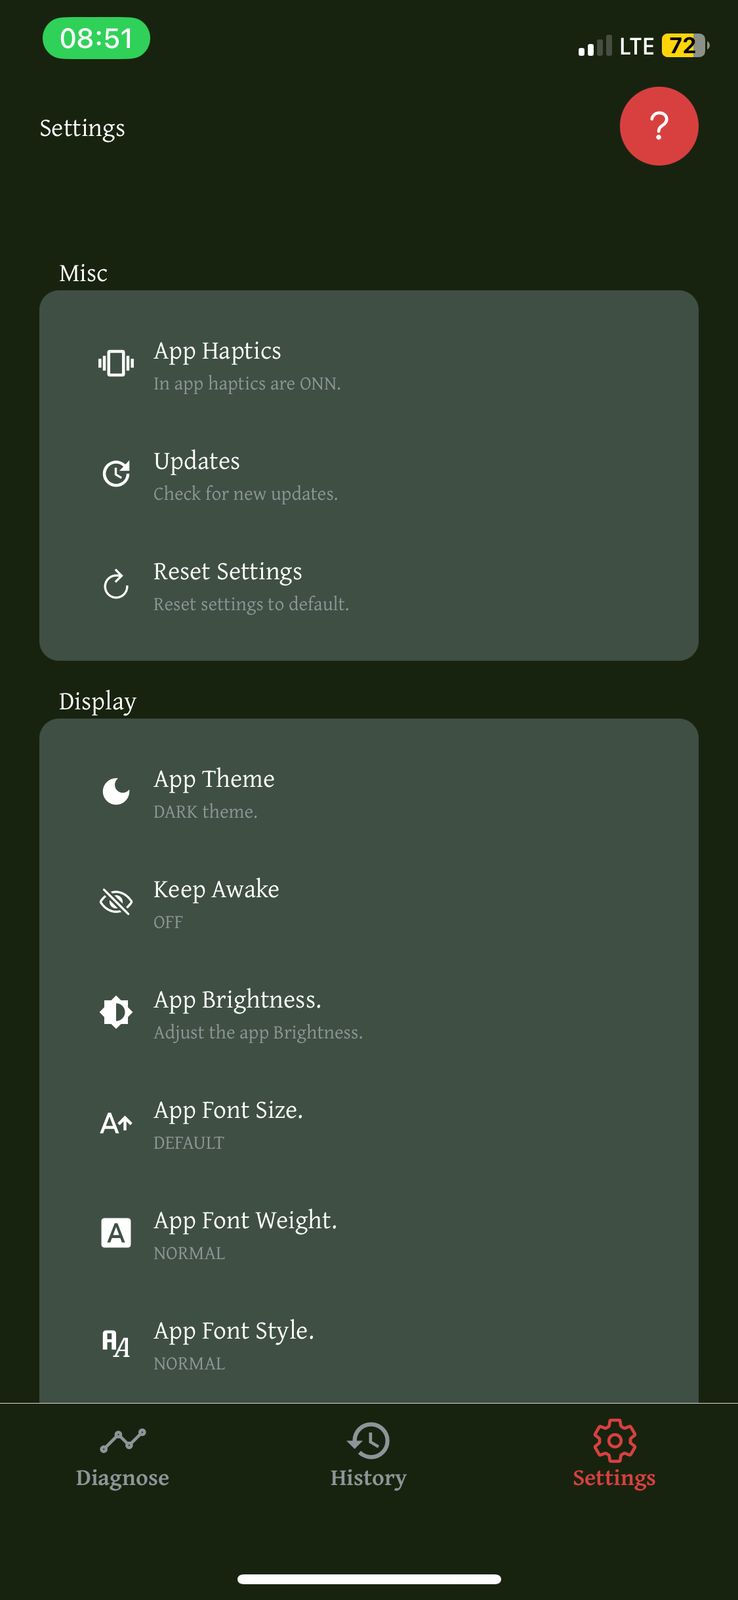 08:51
LTE 72
Settings
?
Misc
App Haptics
In app haptics are ONN.
Updates
Check for new updates.
Reset Settings
Reset settings to default.
Display
App Theme
DARK theme.
Keep Awake
OFF
App Brightness.
Adjust the app Brightness.
App Font Size.
DEFAULT
App Font Weight.
NORMAL
App Font Style.
NORMAL
Diagnose History Settings